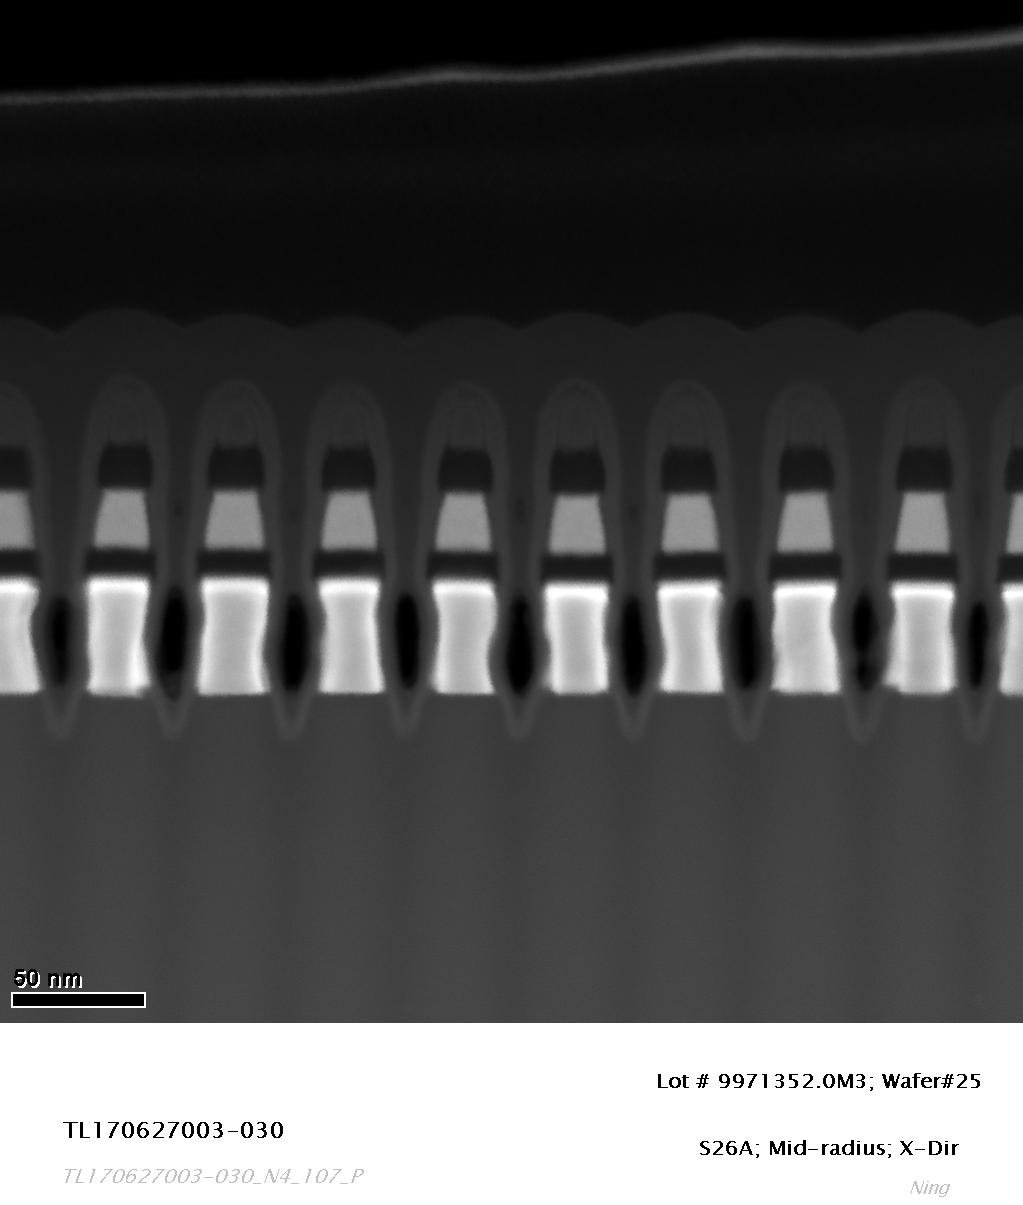 50 nm
Lot # 9971352.0M3; Wafer#25
TL170627003-030
S26A; Mid-radius; X-Dir
TL170627003-030_N4_107_P
Ning